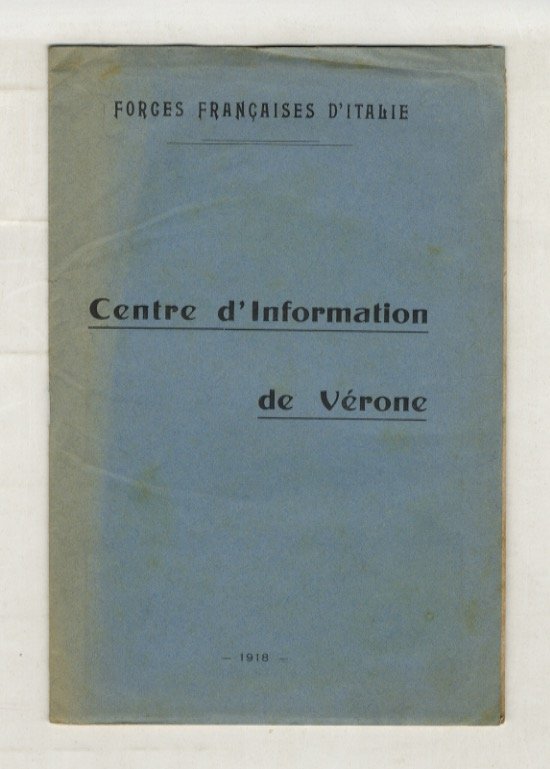 FORCES FRANÇAISES D'ITALIE
Centre d'Information
de Vérone
– 1918 –